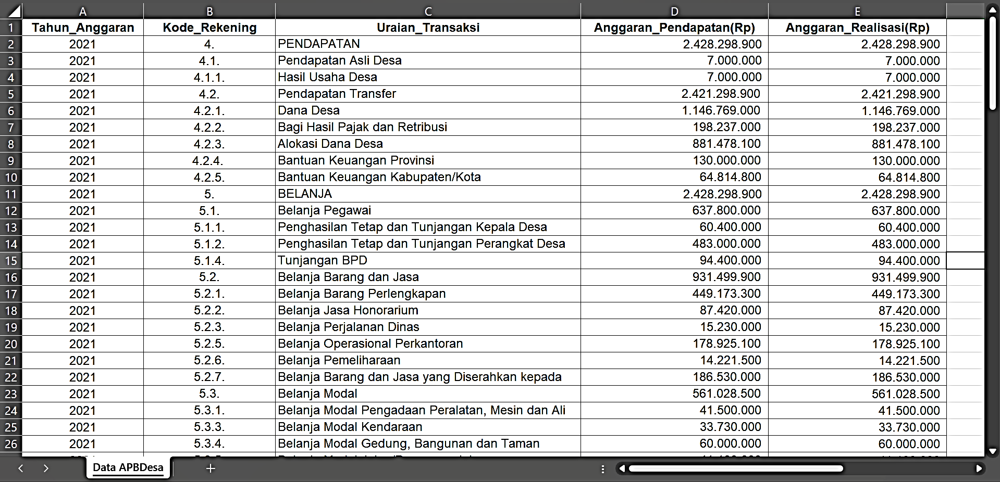 A B C D E
1 Tahun_Anggaran Kode_Rekening Uraian_Transaksi Anggaran_Pendapatan(Rp) Anggaran_Realisasi(Rp)
2 2021 4. PENDAPATAN 2.428.298.900 2.428.298.900
3 2021 4.1. Pendapatan Asli Desa 7.000.000 7.000.000
4 2021 4.1.1. Hasil Usaha Desa 7.000.000 7.000.000
5 2021 4.2. Pendapatan Transfer 2.421.298.900 2.421.298.900
6 2021 4.2.1. Dana Desa 1.146.769.000 1.146.769.000
7 2021 4.2.2. Bagi Hasil Pajak dan Retribusi 198.237.000 198.237.000
8 2021 4.2.3. Alokasi Dana Desa 881.478.100 881.478.100
9 2021 4.2.4. Bantuan Keuangan Provinsi 130.000.000 130.000.000
10 2021 4.2.5. Bantuan Keuangan Kabupaten/Kota 64.814.800 64.814.800
11 2021 5. BELANJA 2.428.298.900 2.428.298.900
12 2021 5.1. Belanja Pegawai 637.800.000 637.800.000
13 2021 5.1.1. Penghasilan Tetap dan Tunjangan Kepala Desa 60.400.000 60.400.000
14 2021 5.1.2. Penghasilan Tetap dan Tunjangan Perangkat Desa 483.000.000 483.000.000
15 2021 5.1.4. Tunjangan BPD 94.400.000 94.400.000
16 2021 5.2. Belanja Barang dan Jasa 931.499.900 931.499.900
17 2021 5.2.1. Belanja Barang Perlengkapan 449.173.300 449.173.300
18 2021 5.2.2. Belanja Jasa Honorarium 87.420.000 87.420.000
19 2021 5.2.3. Belanja Perjalanan Dinas 15.230.000 15.230.000
20 2021 5.2.5. Belanja Operasional Perkantoran 178.925.100 178.925.100
21 2021 5.2.6. Belanja Pemeliharaan 14.221.500 14.221.500
22 2021 5.2.7. Belanja Barang dan Jasa yang Diserahkan kepada 186.530.000 186.530.000
23 2021 5.3. Belanja Modal 561.028.500 561.028.500
24 2021 5.3.1. Belanja Modal Pengadaan Peralatan, Mesin dan Ali 41.500.000 41.500.000
25 2021 5.3.3. Belanja Modal Kendaraan 33.730.000 33.730.000
26 2021 5.3.4. Belanja Modal Gedung, Bangunan dan Taman 60.000.000 60.000.000
Data APBDesa